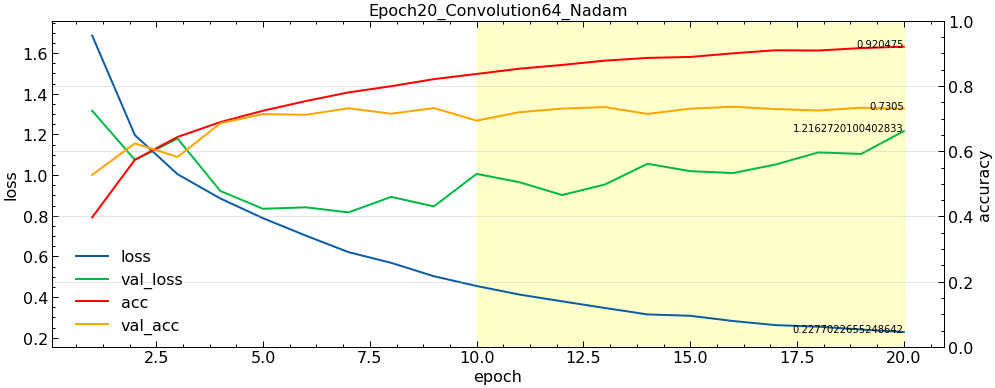 Epoch20_Convolution64_Nadam
1.6
1.4
1.2
1.0
0.8
0.6
0.4
0.2
loss
1.0
0.8
0.6
0.4
0.2
0.0
accuracy
0.920475
0.7305
1.2162720100402833
0.2277022655248642
loss
val_loss
acc
val_acc
2.5 5.0 7.5 10.0 12.5 15.0 17.5 20.0
epoch